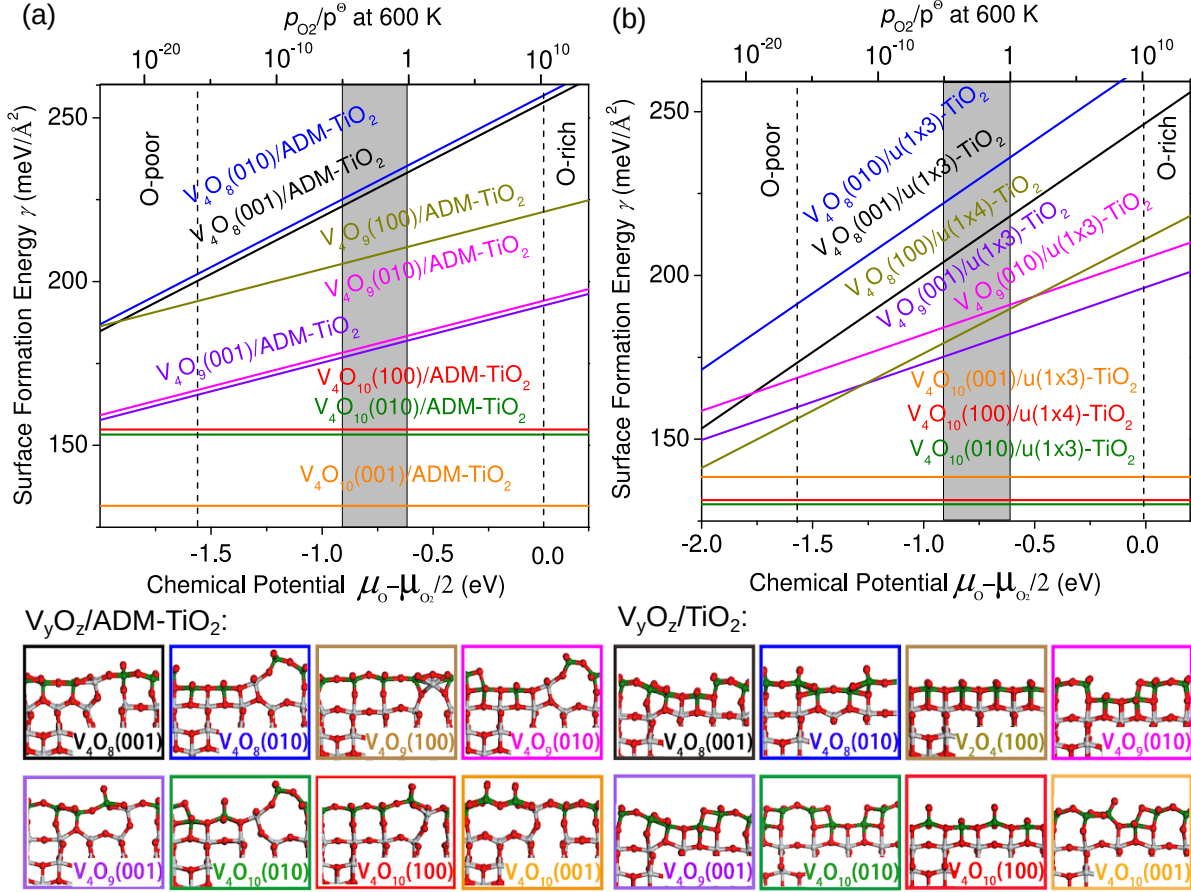 (a)
p_O2/p^Θ at 600 K
10^-20 10^-10 1 10^10
Surface Formation Energy γ (meV/Å²)
250
200
150
O-poor
O-rich
V₄O₈(010)/ADM-TiO₂
V₄O₈(001)/ADM-TiO₂
V₄O₉(100)/ADM-TiO₂
V₄O₉(010)/ADM-TiO₂
V₄O₉(001)/ADM-TiO₂
V₄O₁₀(100)/ADM-TiO₂
V₄O₁₀(010)/ADM-TiO₂
V₄O₁₀(001)/ADM-TiO₂
-1.5 -1.0 -0.5 0.0
Chemical Potential μ_O-μ_O₂/2 (eV)
(b)
p_O2/p^Θ at 600 K
10^-20 10^-10 1 10^10
Surface Formation Energy γ (meV/Å²)
250
200
150
O-poor
O-rich
V₄O₈(010)/u(1x3)-TiO₂
V₄O₈(001)/u(1x3)-TiO₂
V₄O₈(100)/u(1x4)-TiO₂
V₄O₉(001)/u(1x3)-TiO₂
V₄O₉(010)/u(1x3)-TiO₂
V₄O₁₀(001)/u(1x3)-TiO₂
V₄O₁₀(100)/u(1x4)-TiO₂
V₄O₁₀(010)/u(1x3)-TiO₂
-2.0 -1.5 -1.0 -0.5 0.0
Chemical Potential μ_O-μ_O₂/2 (eV)
VyOz/ADM-TiO₂:
V₄O₈(001) V₄O₈(010) V₄O₉(100) V₄O₉(010)
V₄O₉(001) V₄O₁₀(010) V₄O₁₀(100) V₄O₁₀(001)
VyOz/TiO₂:
V₄O₈(001) V₄O₈(010) V₂O₄(100) V₄O₉(010)
V₄O₉(001) V₄O₁₀(010) V₄O₁₀(100) V₄O₁₀(001)